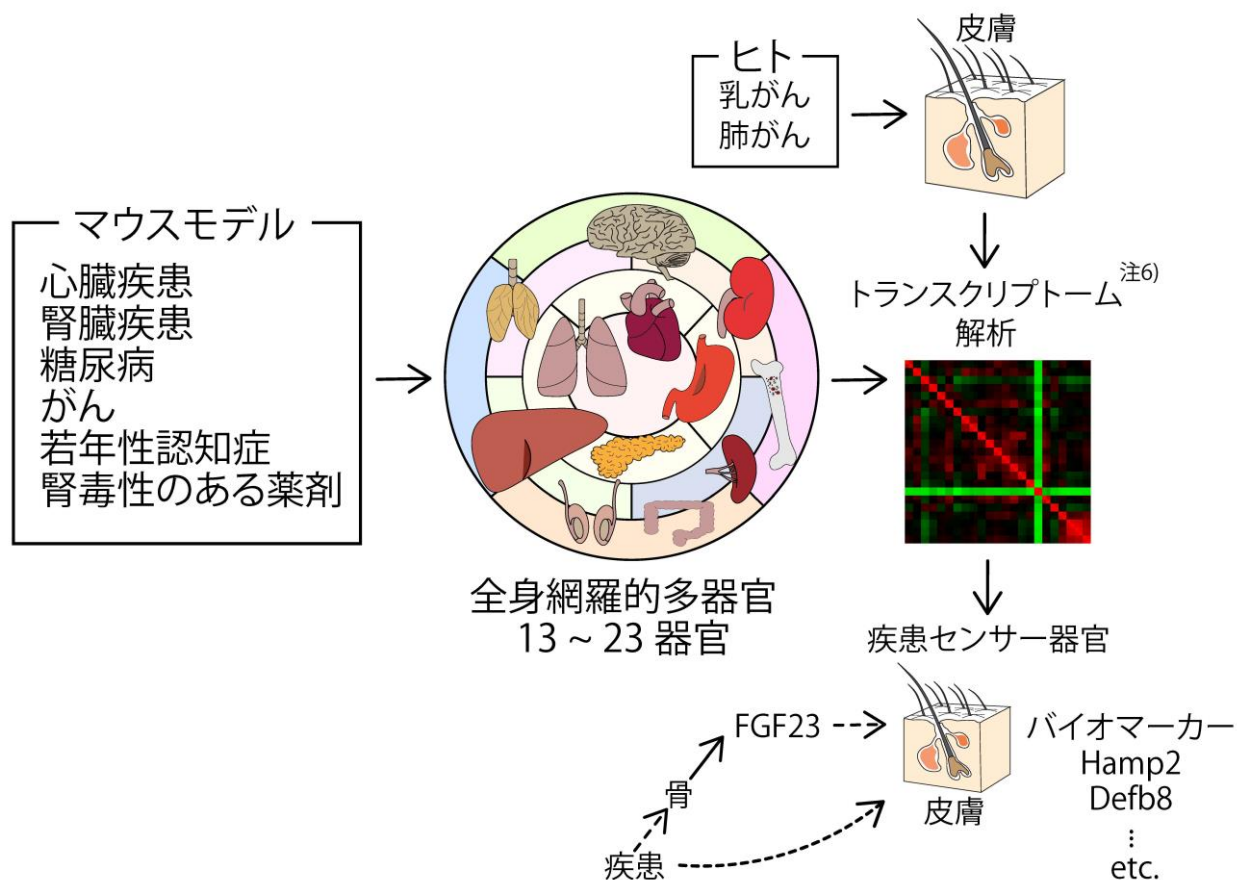 ヒト
乳がん
肺がん
皮膚
マウスモデル
心臓疾患
腎臓疾患
糖尿病
がん
若年性認知症
腎毒性のある薬剤
全身網羅的多器官
13 ~ 23 器官
トランスクリプトーム注6)
解析
疾患センサー器官
FGF23
骨
疾患
皮膚
バイオマーカー
Hamp2
Defb8
⋮
etc.